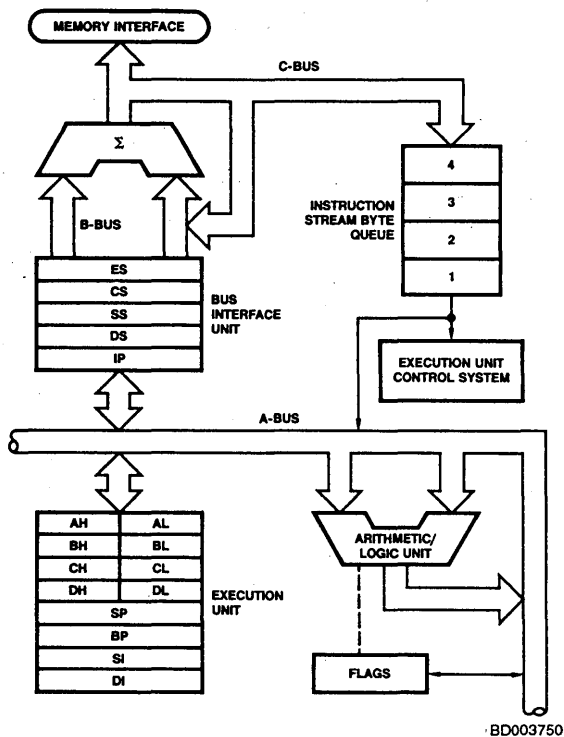 MEMORY INTERFACE
C-BUS
Σ
B-BUS
4
3
2
1
INSTRUCTION
STREAM BYTE
QUEUE
ES
CS
SS
DS
IP
BUS
INTERFACE
UNIT
EXECUTION UNIT
CONTROL SYSTEM
A-BUS
AH AL
BH BL
CH CL
DH DL
SP
BP
SI
DI
EXECUTION
UNIT
ARITHMETIC/
LOGIC UNIT
FLAGS
BD003750